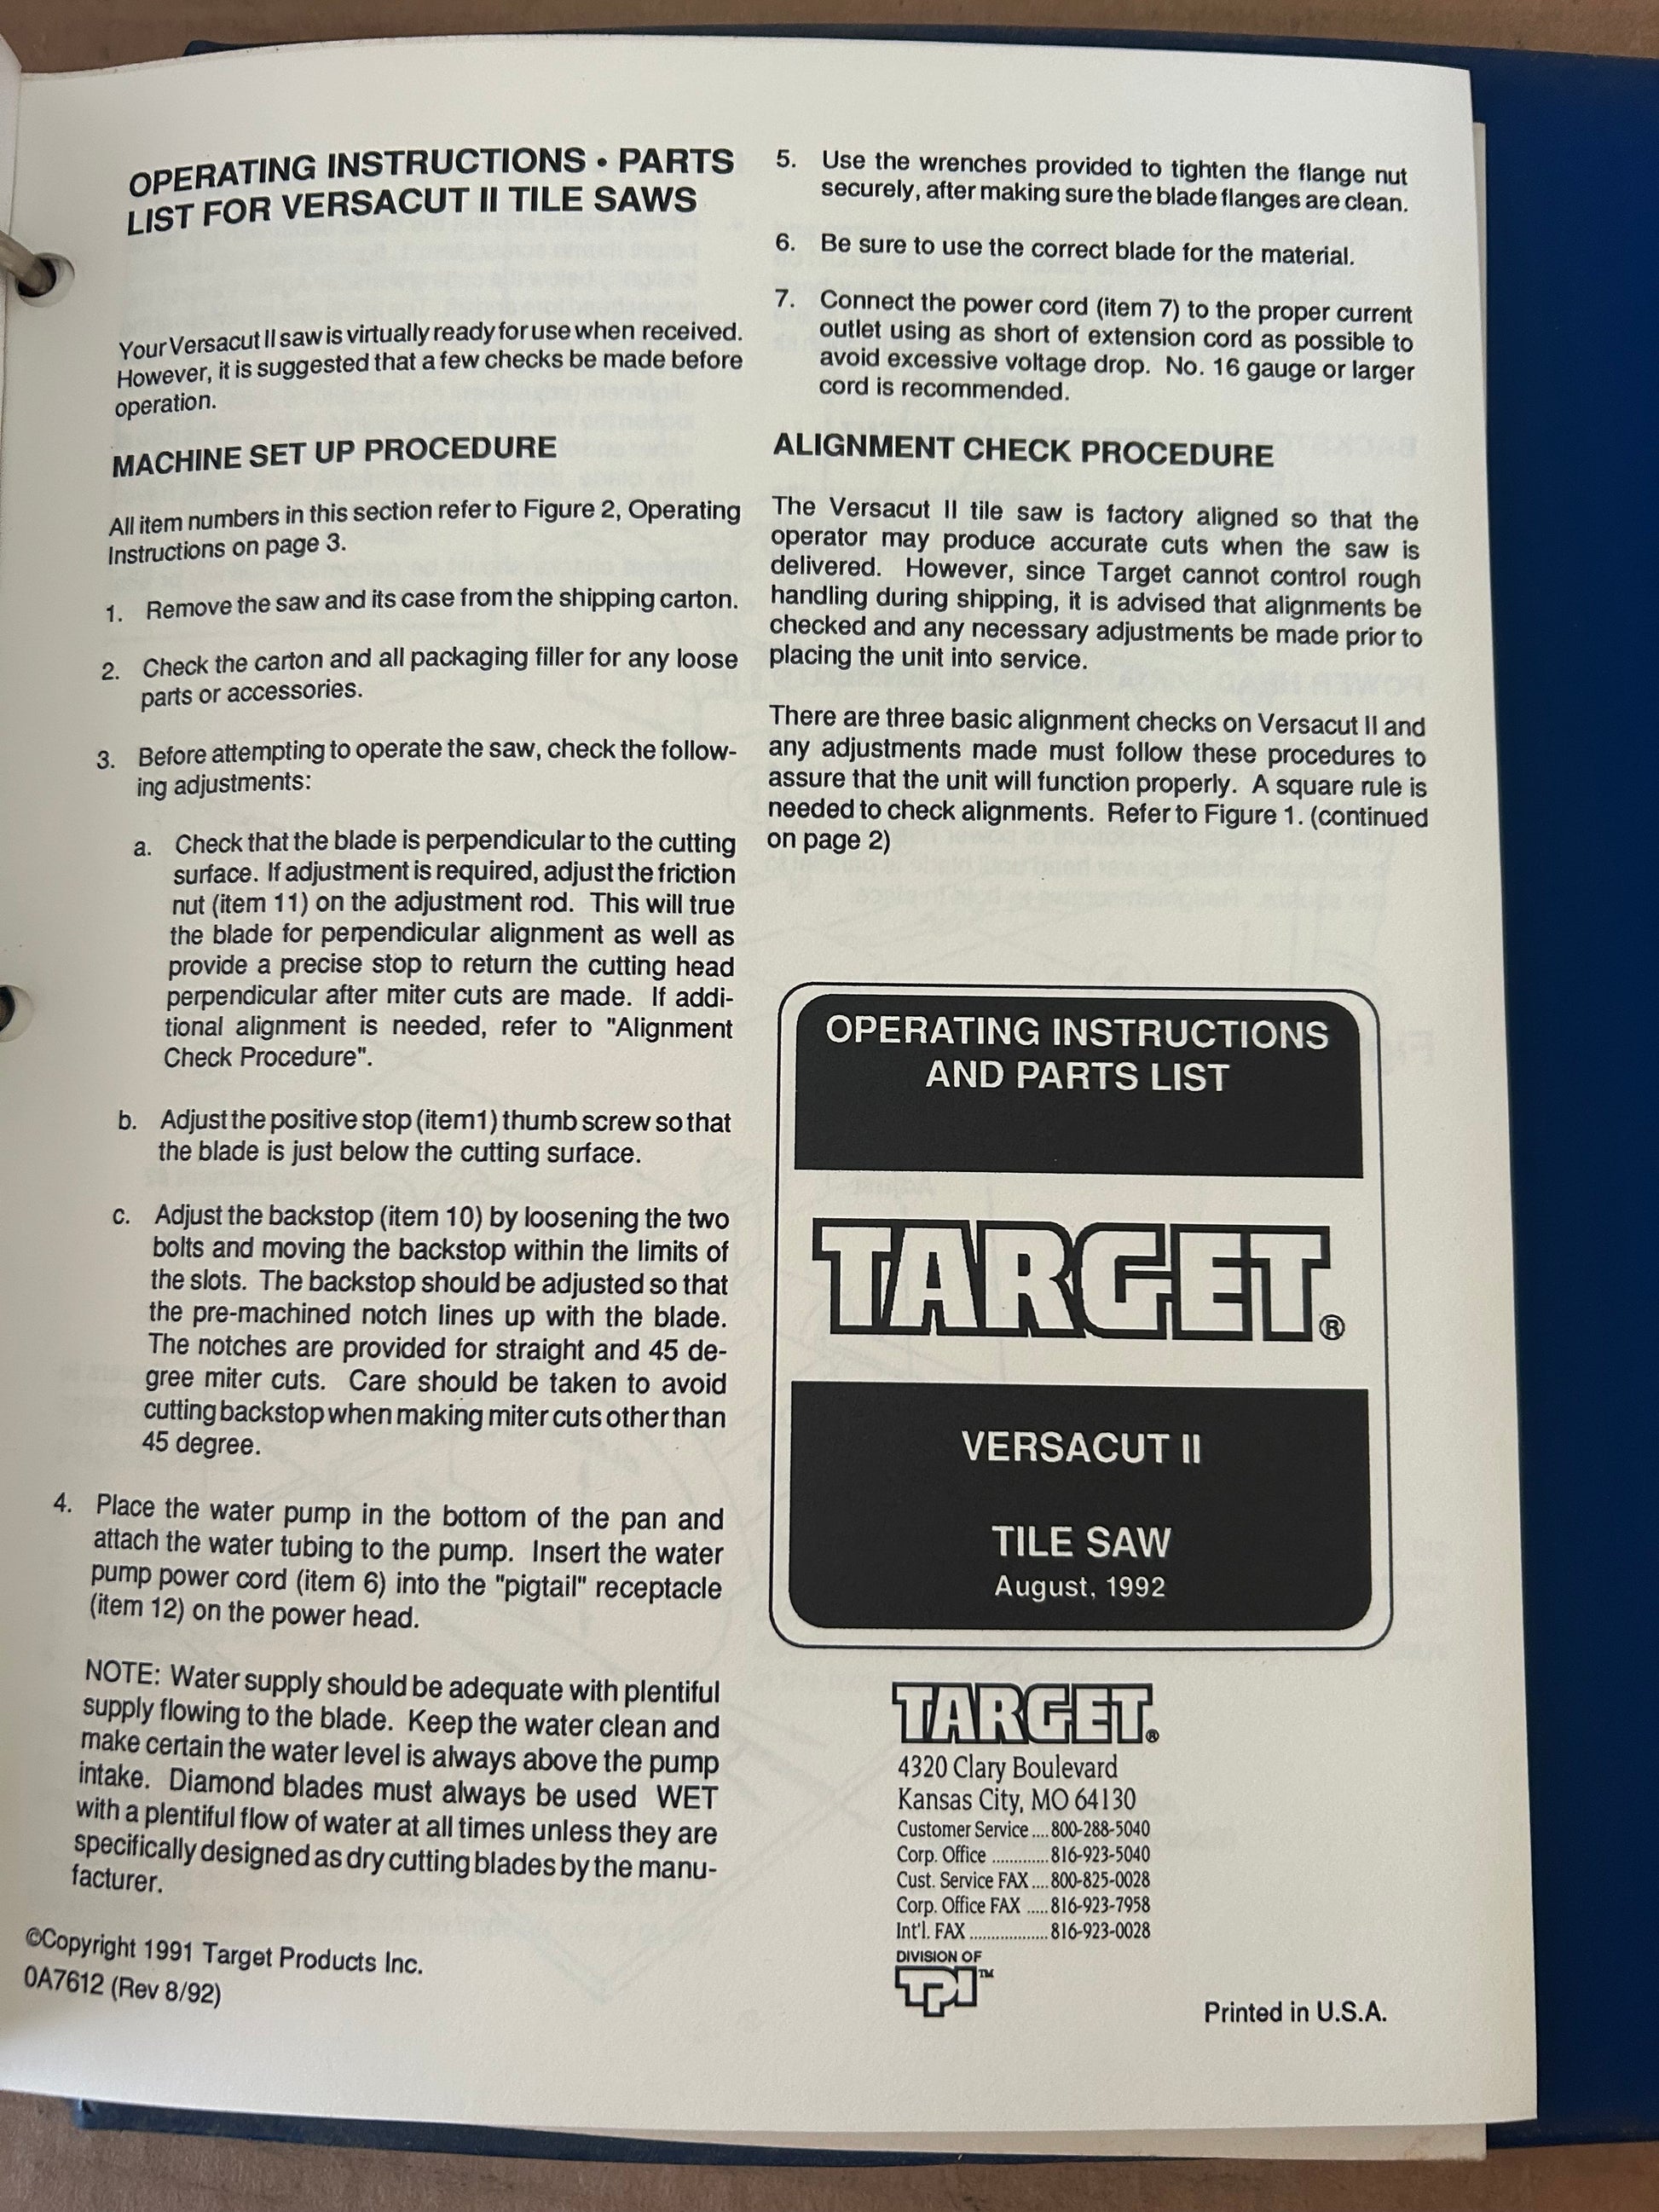 OPERATING INSTRUCTIONS • PARTS
LIST FOR VERSACUT II TILE SAWS
Your Versacut II saw is virtually ready for use when received.
However, it is suggested that a few checks be made before
operation.
MACHINE SET UP PROCEDURE
All item numbers in this section refer to Figure 2, Operating
Instructions on page 3.
1. Remove the saw and its case from the shipping carton.
2. Check the carton and all packaging filler for any loose
parts or accessories.
3. Before attempting to operate the saw, check the follow-
ing adjustments:
a. Check that the blade is perpendicular to the cutting
surface. If adjustment is required, adjust the friction
nut (item 11) on the adjustment rod. This will true
the blade for perpendicular alignment as well as
provide a precise stop to return the cutting head
perpendicular after miter cuts are made. If addi-
tional alignment is needed, refer to "Alignment
Check Procedure".
b. Adjust the positive stop (item1) thumb screw so that
the blade is just below the cutting surface.
c. Adjust the backstop (item 10) by loosening the two
bolts and moving the backstop within the limits of
the slots. The backstop should be adjusted so that
the pre-machined notch lines up with the blade.
The notches are provided for straight and 45 de-
gree miter cuts. Care should be taken to avoid
cutting backstop when making miter cuts other than
45 degree.
4. Place the water pump in the bottom of the pan and
attach the water tubing to the pump. Insert the water
pump power cord (item 6) into the "pigtail" receptacle
(item 12) on the power head.
NOTE: Water supply should be adequate with plentiful
supply flowing to the blade. Keep the water clean and
make certain the water level is always above the pump
intake. Diamond blades must always be used WET
with a plentiful flow of water at all times unless they are
specifically designed as dry cutting blades by the manu-
facturer.
©Copyright 1991 Target Products Inc.
0A7612 (Rev 8/92)
5. Use the wrenches provided to tighten the flange nut
securely, after making sure the blade flanges are clean.
6. Be sure to use the correct blade for the material.
7. Connect the power cord (item 7) to the proper current
outlet using as short of extension cord as possible to
avoid excessive voltage drop. No. 16 gauge or larger
cord is recommended.
ALIGNMENT CHECK PROCEDURE
The Versacut II tile saw is factory aligned so that the
operator may produce accurate cuts when the saw is
delivered. However, since Target cannot control rough
handling during shipping, it is advised that alignments be
checked and any necessary adjustments be made prior to
placing the unit into service.
There are three basic alignment checks on Versacut II and
any adjustments made must follow these procedures to
assure that the unit will function properly. A square rule is
needed to check alignments. Refer to Figure 1. (continued
on page 2)
OPERATING INSTRUCTIONS
AND PARTS LIST
TARGET®
VERSACUT II
TILE SAW
August, 1992
TARGET®
4320 Clary Boulevard
Kansas City, MO 64130
Customer Service .... 800-288-5040
Corp. Office ............ 816-923-5040
Cust. Service FAX .... 800-825-0028
Corp. Office FAX ..... 816-923-7958
Int'l. FAX ................. 816-923-0028
DIVISION OF
TPI™
Printed in U.S.A.